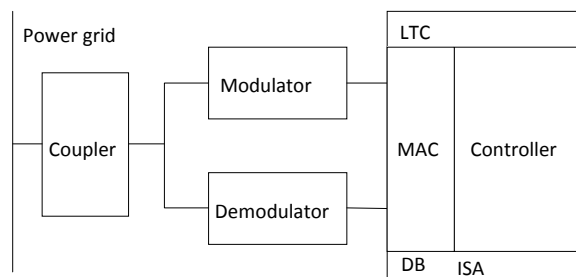 Power grid
LTC
Modulator
Coupler
MAC
Controller
Demodulator
DB
ISA